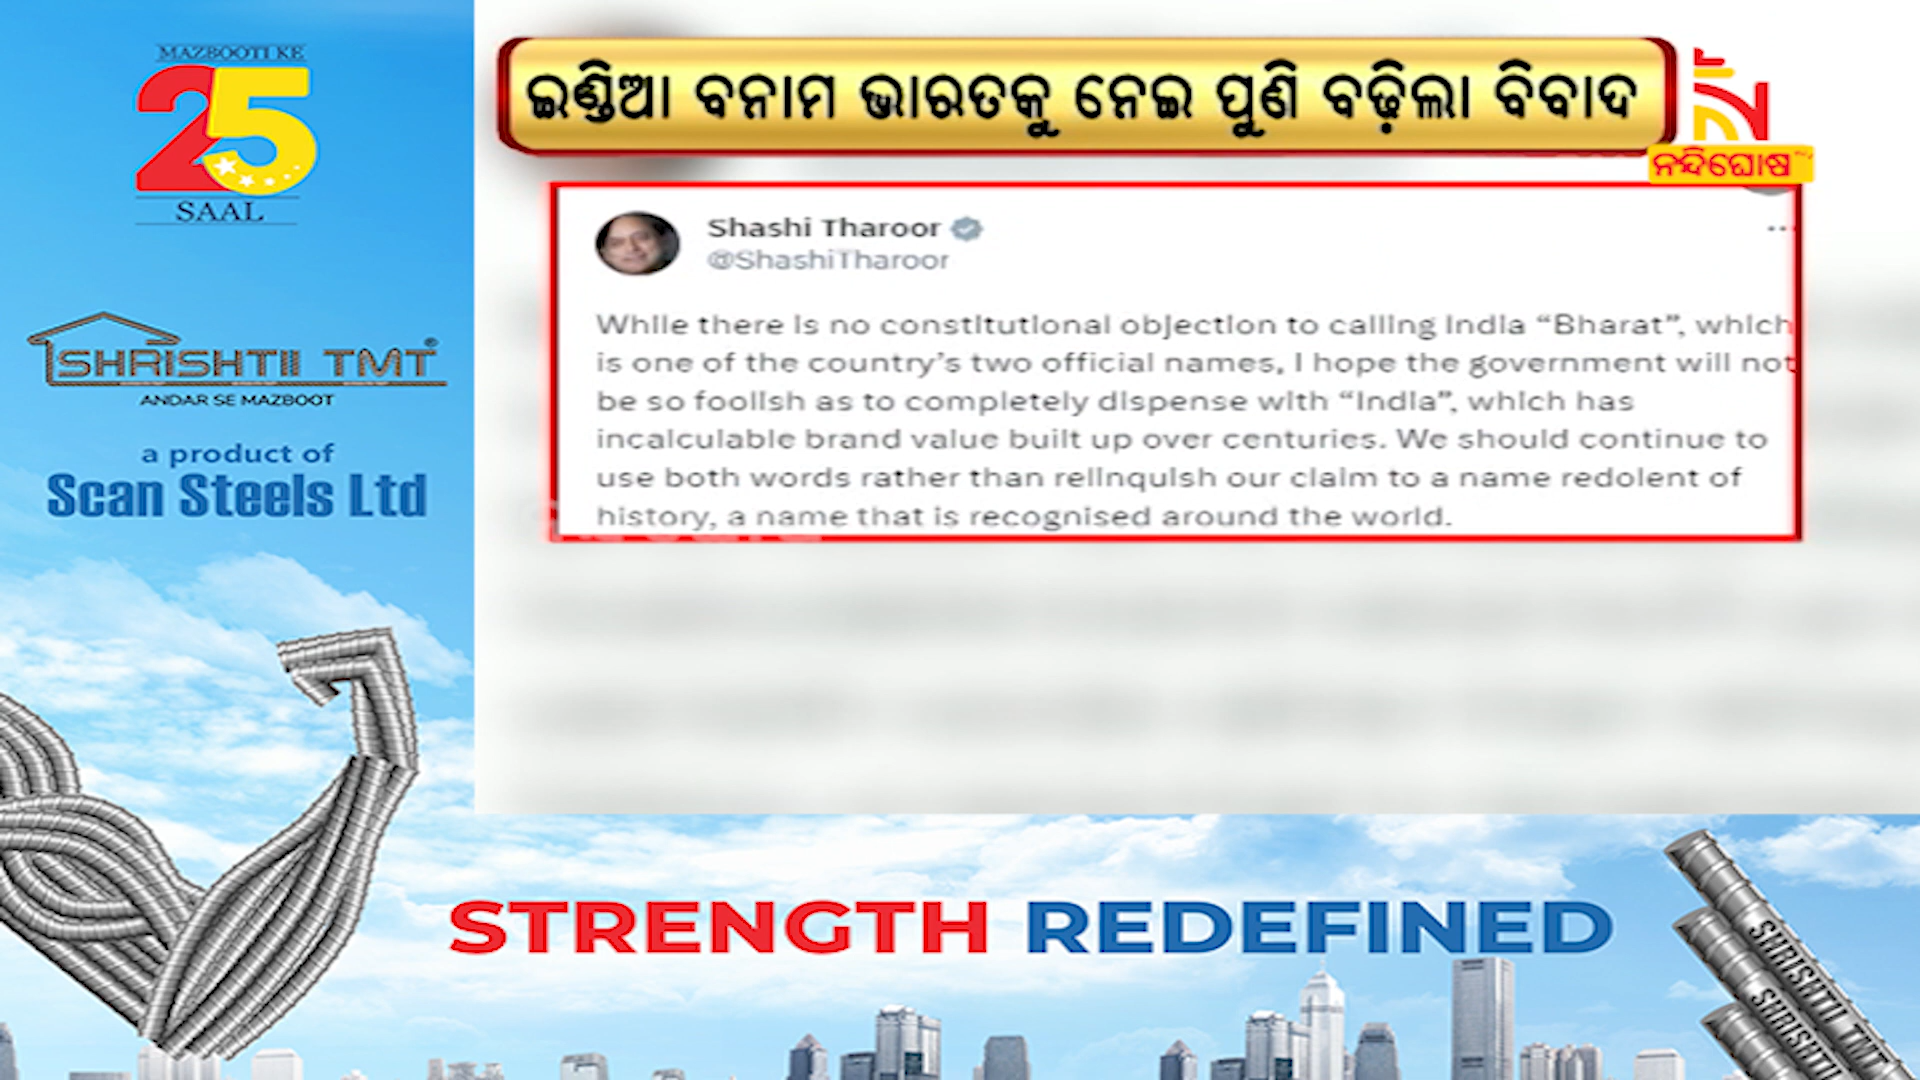 MAZBOOTI KE
25
SAAL
SHRISHTII TMT®
ANDAR SE MAZBOOT
a product of
Scan Steels Ltd
ଇଣ୍ଡିଆ ବନାମ ଭାରତକୁ ନେଇ ପୁଣି ବଢ଼ିଲା ବିବାଦ
ନନ୍ଦିଘୋଷ
Shashi Tharoor
@ShashiTharoor
While there is no constitutional objection to calling India “Bharat”, which
is one of the country’s two official names, I hope the government will not
be so foolish as to completely dispense with “India”, which has
incalculable brand value built up over centuries. We should continue to
use both words rather than relinquish our claim to a name redolent of
history, a name that is recognised around the world.
STRENGTH REDEFINED
SHRISHTII TMT
SHRISHTI